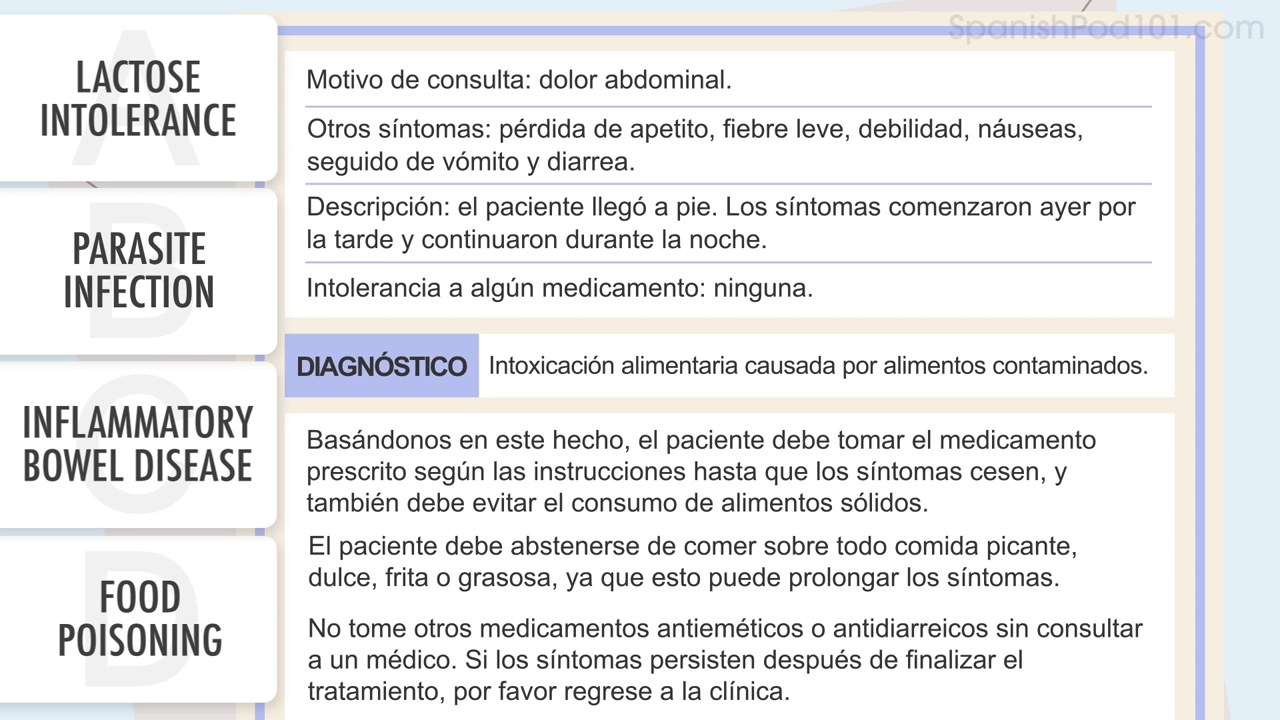 SpanishPod101.com
A
LACTOSE
INTOLERANCE
B
PARASITE
INFECTION
C
INFLAMMATORY
BOWEL DISEASE
D
FOOD
POISONING
Motivo de consulta: dolor abdominal.
Otros síntomas: pérdida de apetito, fiebre leve, debilidad, náuseas,
seguido de vómito y diarrea.
Descripción: el paciente llegó a pie. Los síntomas comenzaron ayer por
la tarde y continuaron durante la noche.
Intolerancia a algún medicamento: ninguna.
DIAGNÓSTICO Intoxicación alimentaria causada por alimentos contaminados.
Basándonos en este hecho, el paciente debe tomar el medicamento
prescrito según las instrucciones hasta que los síntomas cesen, y
también debe evitar el consumo de alimentos sólidos.
El paciente debe abstenerse de comer sobre todo comida picante,
dulce, frita o grasosa, ya que esto puede prolongar los síntomas.
No tome otros medicamentos antieméticos o antidiarreicos sin consultar
a un médico. Si los síntomas persisten después de finalizar el
tratamiento, por favor regrese a la clínica.